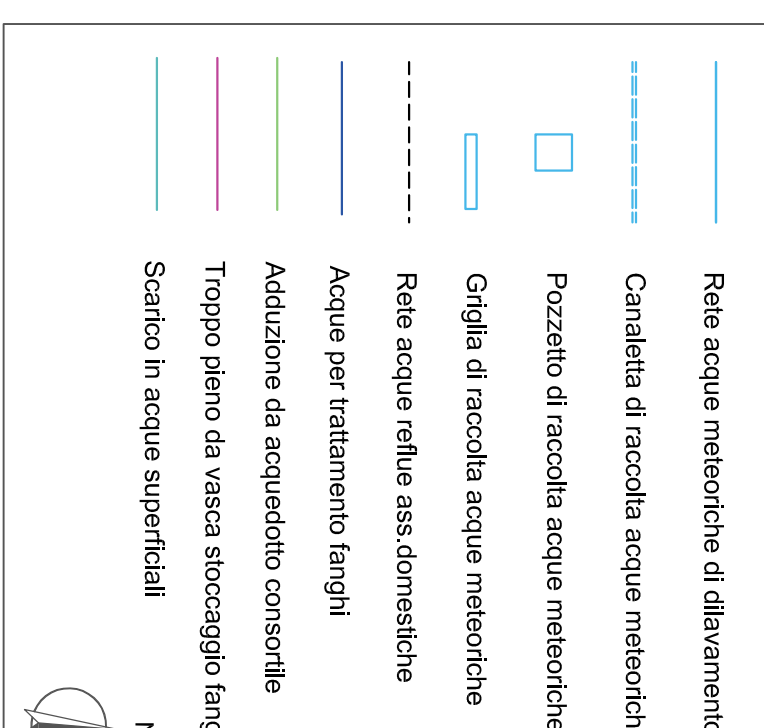 Rete acque meteoriche di dilavamento
Canaletta di raccolta acque meteorich
Pozzetto di raccolta acque meteoriche
Griglia di raccolta acque meteoriche
Rete acque reflue ass.domestiche
Acque per trattamento fanghi
Adduzione da acquedotto consortile
Troppo pieno da vasca stoccaggio fang
Scarico in acque superficiali